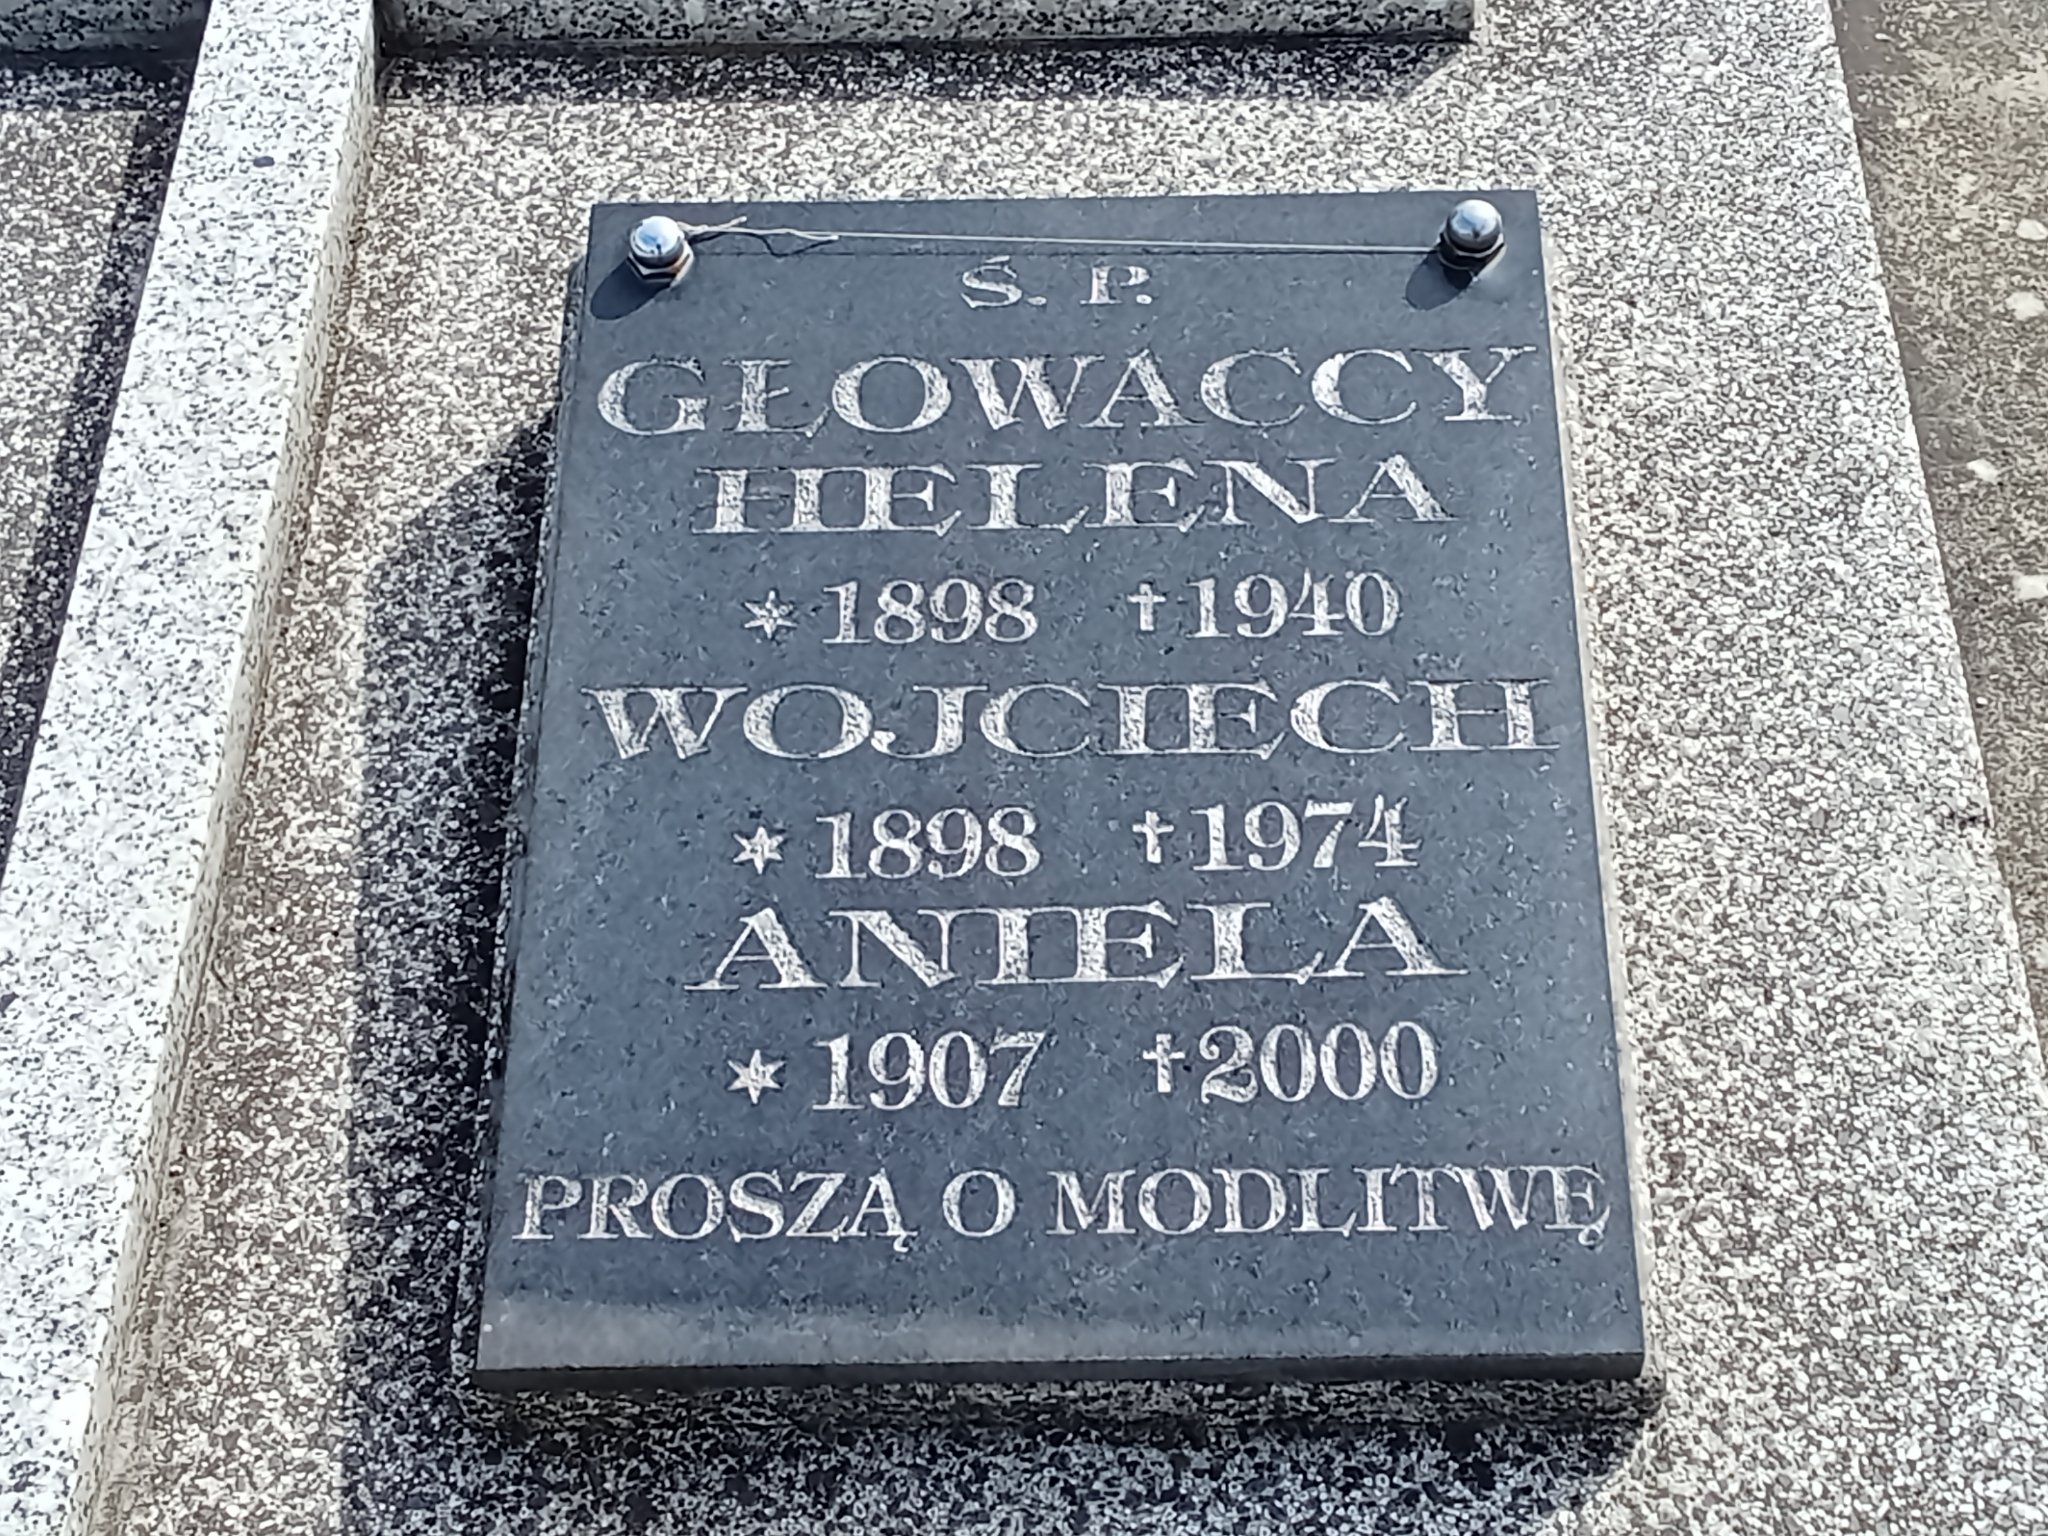 Ś. P.
GŁOWACCY
HELENA
* 1898 †1940
WOJCIECH
* 1898 †1974
ANIELA
* 1907 †2000
PROSZĄ O MODLITWĘ